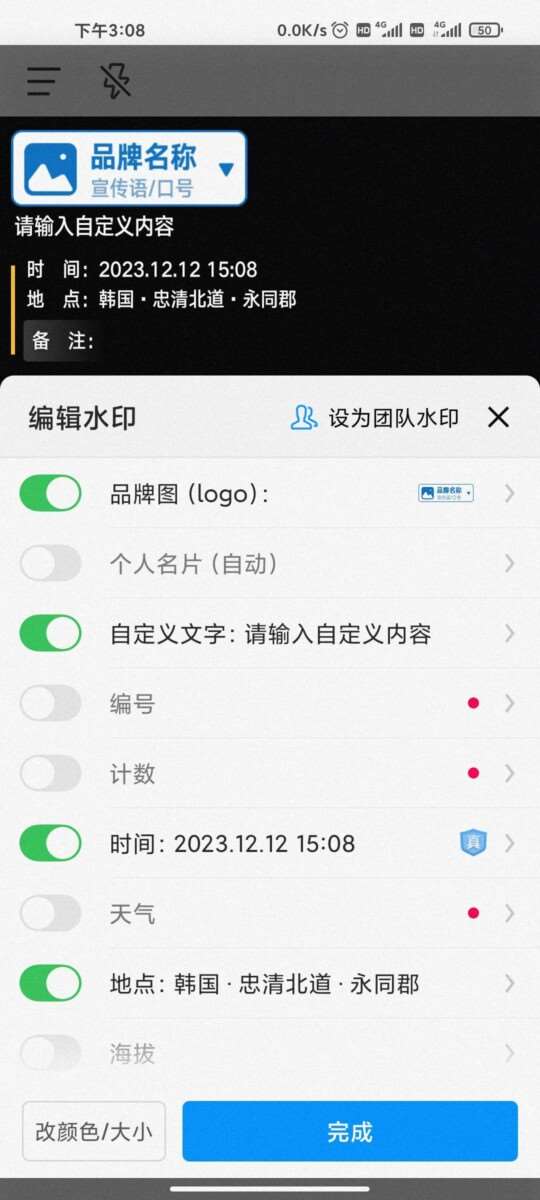 下午3:08 0.0K/s HD 4G HD 4G 50
品牌名称
宣传语/口号
请输入自定义内容
时 间: 2023.12.12 15:08
地 点: 韩国·忠清北道·永同郡
备 注:
编辑水印 设为团队水印
品牌图 (logo):
品牌名称
个人名片 (自动)
自定义文字: 请输入自定义内容
编号
计数
时间: 2023.12.12 15:08 真
天气
地点: 韩国·忠清北道·永同郡
海拔
改颜色/大小 完成